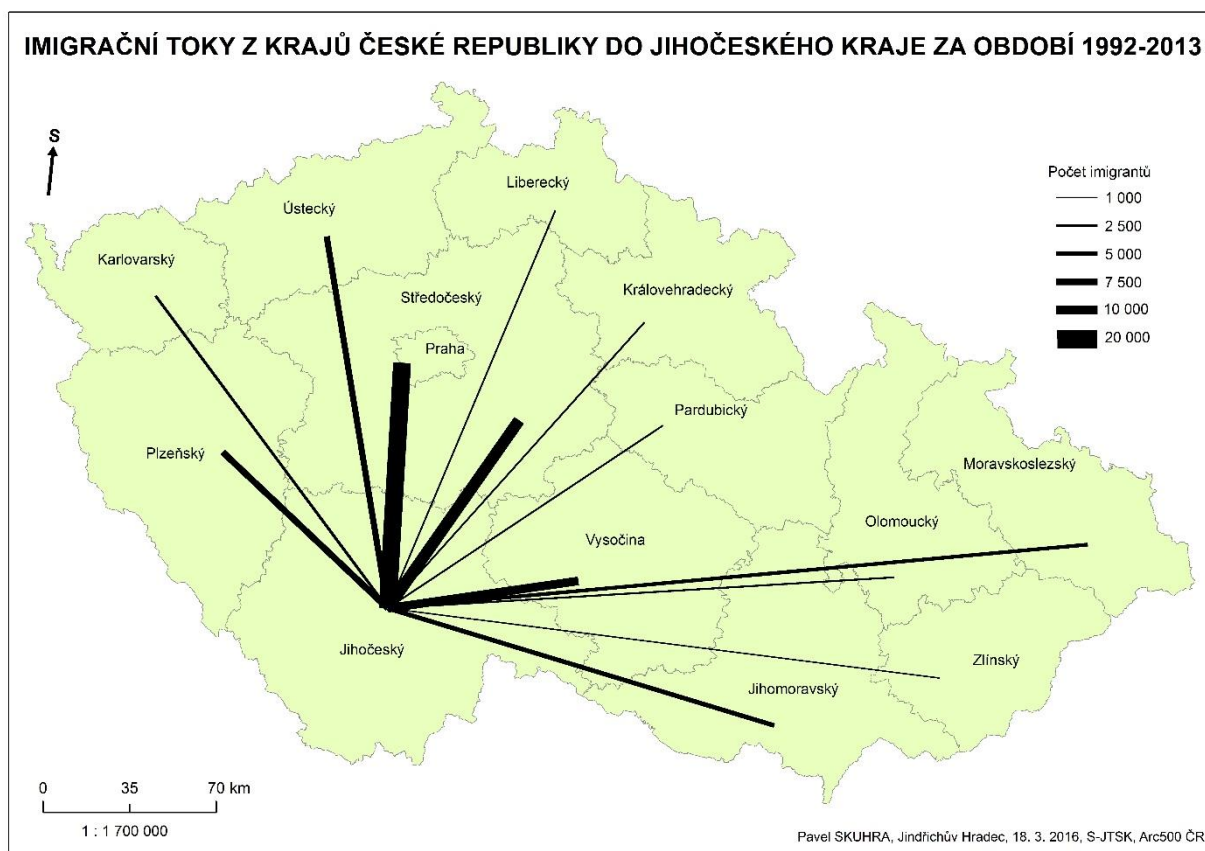 IMIGRAČNÍ TOKY Z KRAJŮ ČESKÉ REPUBLIKY DO JIHOČESKÉHO KRAJE ZA OBDOBÍ 1992-2013
S
Počet imigrantů
1 000
2 500
5 000
7 500
10 000
20 000
Liberecký
Ústecký
Karlovarský
Středočeský
Královehradecký
Praha
Pardubický
Plzeňský
Moravskoslezský
Olomoucký
Vysočina
Jihočeský
Zlínský
Jihomoravský
0 35 70 km
1 : 1 700 000
Pavel SKUHRA, Jindřichův Hradec, 18. 3. 2016, S-JTSK, Arc500 ČR